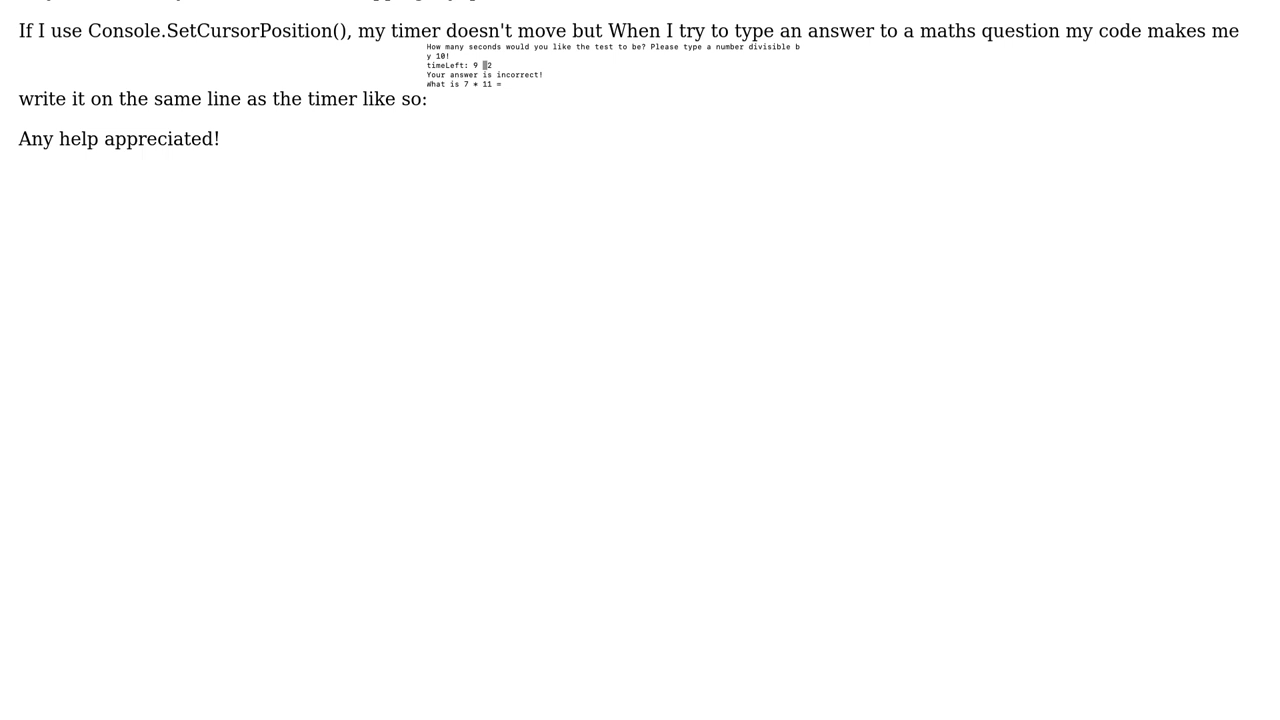 If I use Console.SetCursorPosition(), my timer doesn't move but When I try to type an answer to a maths question my code makes me
How many seconds would you like the test to be? Please type a number divisible b
y 10!
timeLeft: 9 2
Your answer is incorrect!
What is 7 * 11 =
write it on the same line as the timer like so:
Any help appreciated!